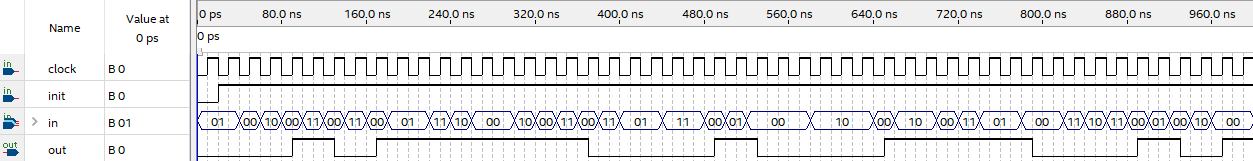 Name Value at 0 ps 0 ps 80.0 ns 160.0 ns 240.0 ns 320.0 ns 400.0 ns 480.0 ns 560.0 ns 640.0 ns 720.0 ns 800.0 ns 880.0 ns 960.0 ns
0 ps
in clock B 0
in init B 0
in in B 01 01 00 10 00 11 00 11 00 01 11 10 00 10 00 11 00 11 01 11 00 01 00 10 00 10 00 11 01 00 11 10 11 00 01 00 10 00
out out B 0